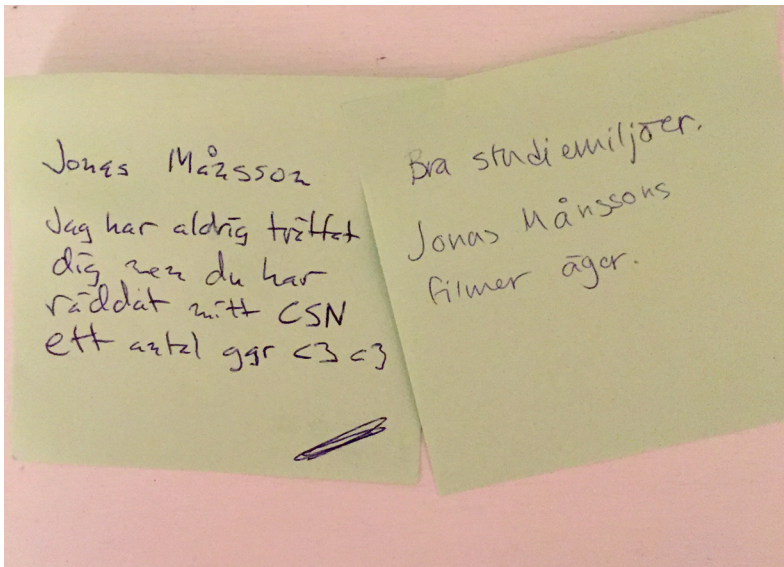 Jonas Månsson
Jag har aldrig träffat
dig men du har
räddat mitt CSN
ett antal ggr <3 <3
Bra studiemiljöer.
Jonas Månssons
filmer äger.